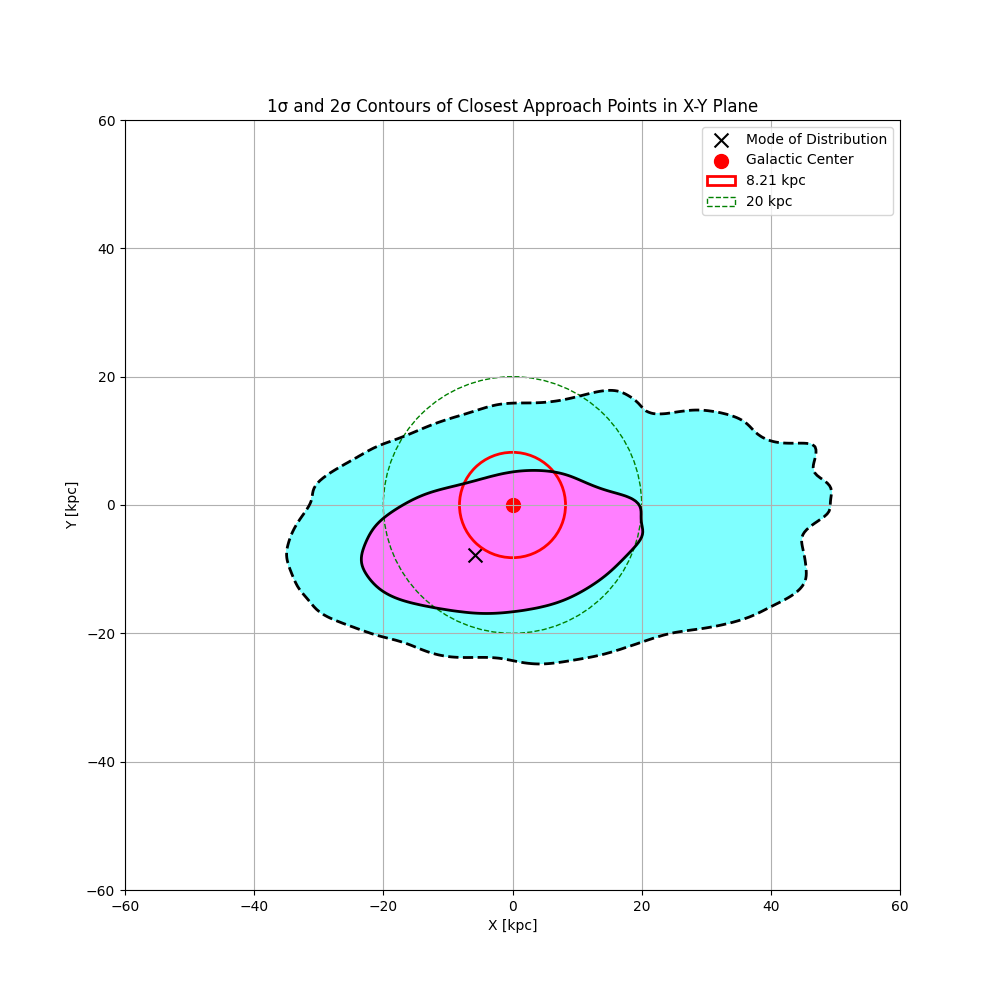 1σ and 2σ Contours of Closest Approach Points in X-Y Plane
Mode of Distribution
Galactic Center
8.21 kpc
20 kpc
60
40
20
0
−20
−40
−60
Y [kpc]
−60 −40 −20 0 20 40 60
X [kpc]